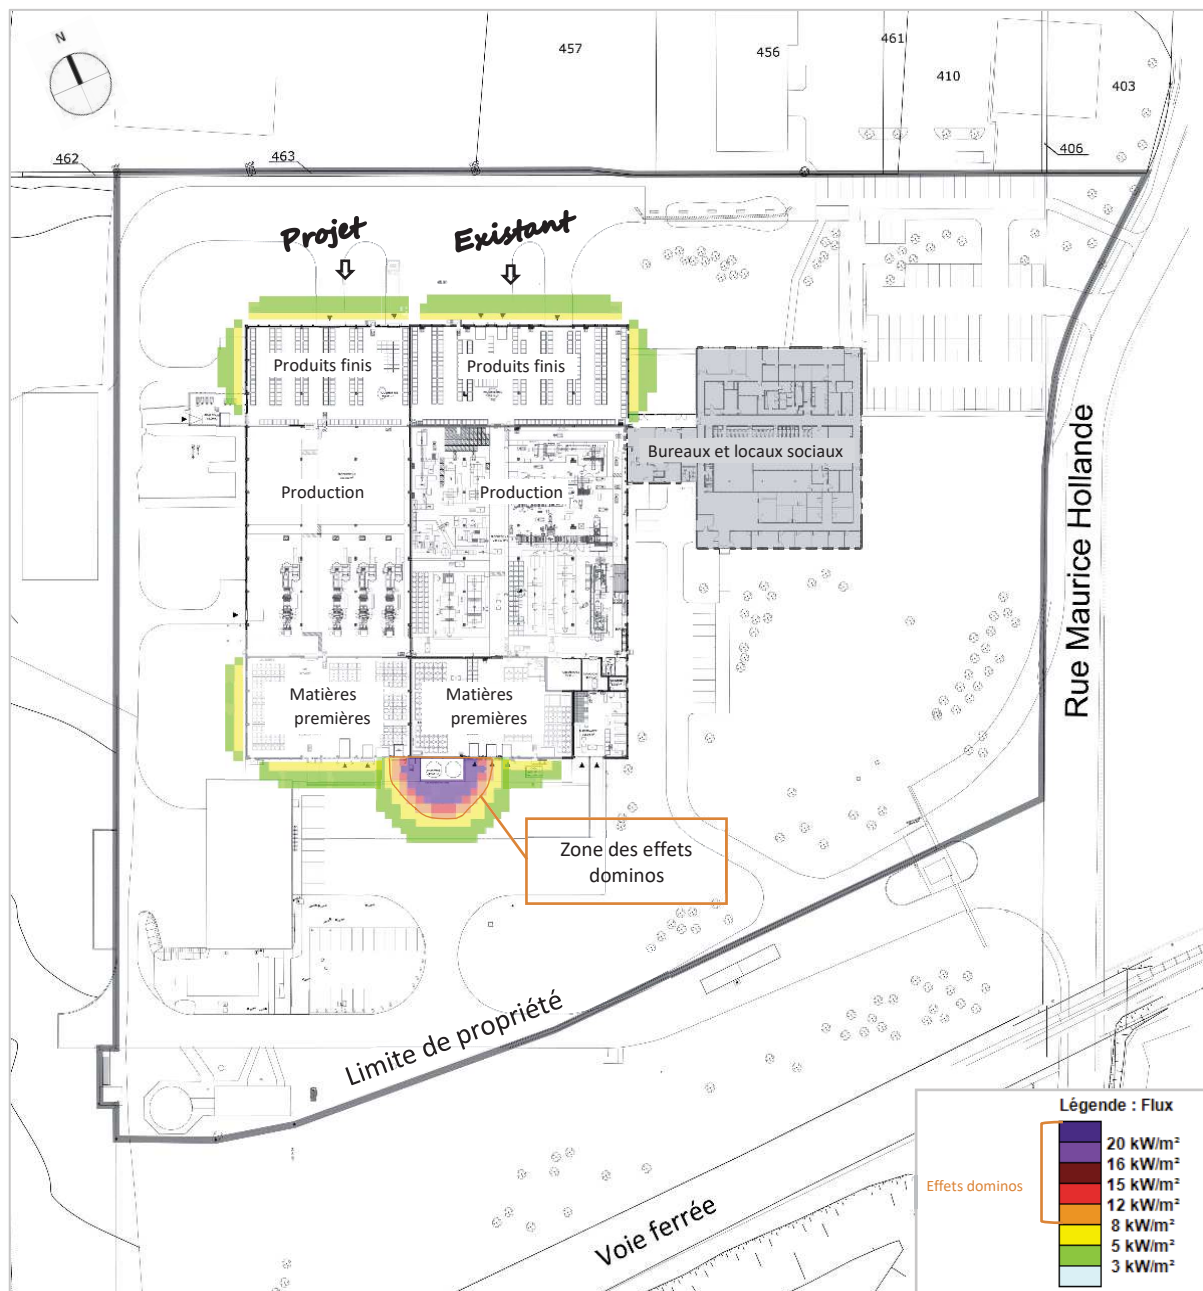 N
457
456
461
410
403
462
463
406
Projet
Existant
Produits finis
Produits finis
Bureaux et locaux sociaux
Production
Production
Matières
premières
Matières
premières
Zone des effets
dominos
Rue Maurice Hollande
Limite de propriété
Voie ferrée
Légende : Flux
20 kW/m²
16 kW/m²
15 kW/m²
12 kW/m²
8 kW/m²
5 kW/m²
3 kW/m²
Effets dominos